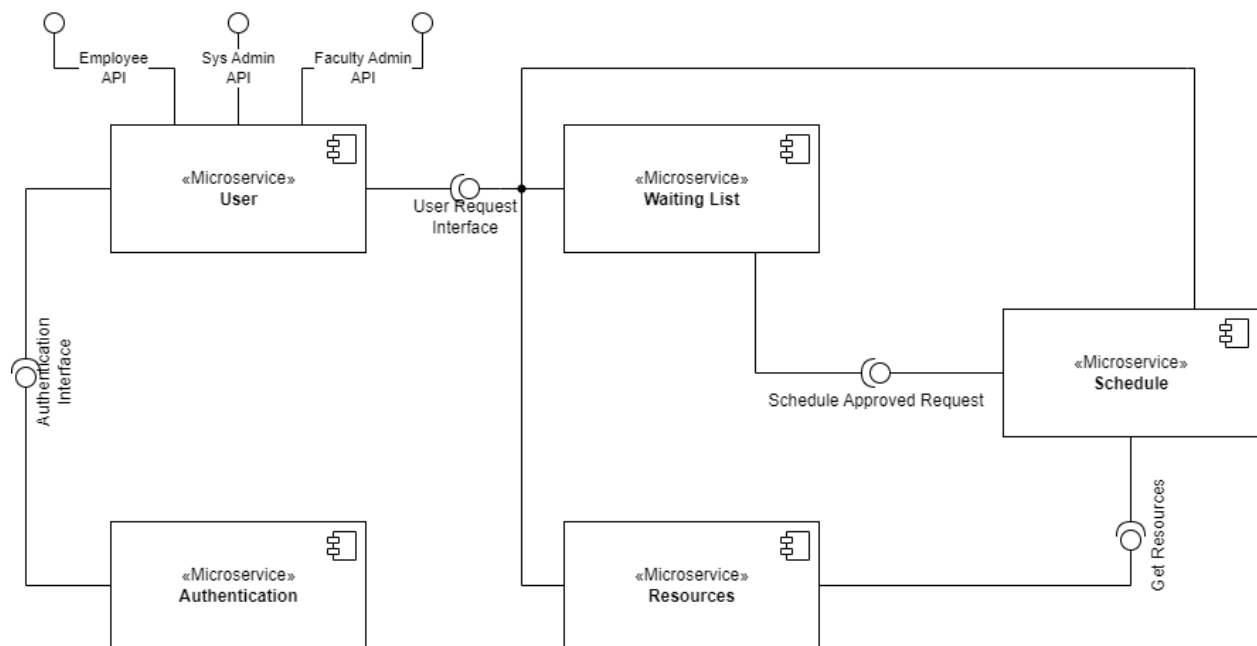 Employee
API
Sys Admin
API
Faculty Admin
API
«Microservice»
User
User Request
Interface
«Microservice»
Waiting List
Authentication
Interface
«Microservice»
Schedule
Schedule Approved Request
Get Resources
«Microservice»
Authentication
«Microservice»
Resources